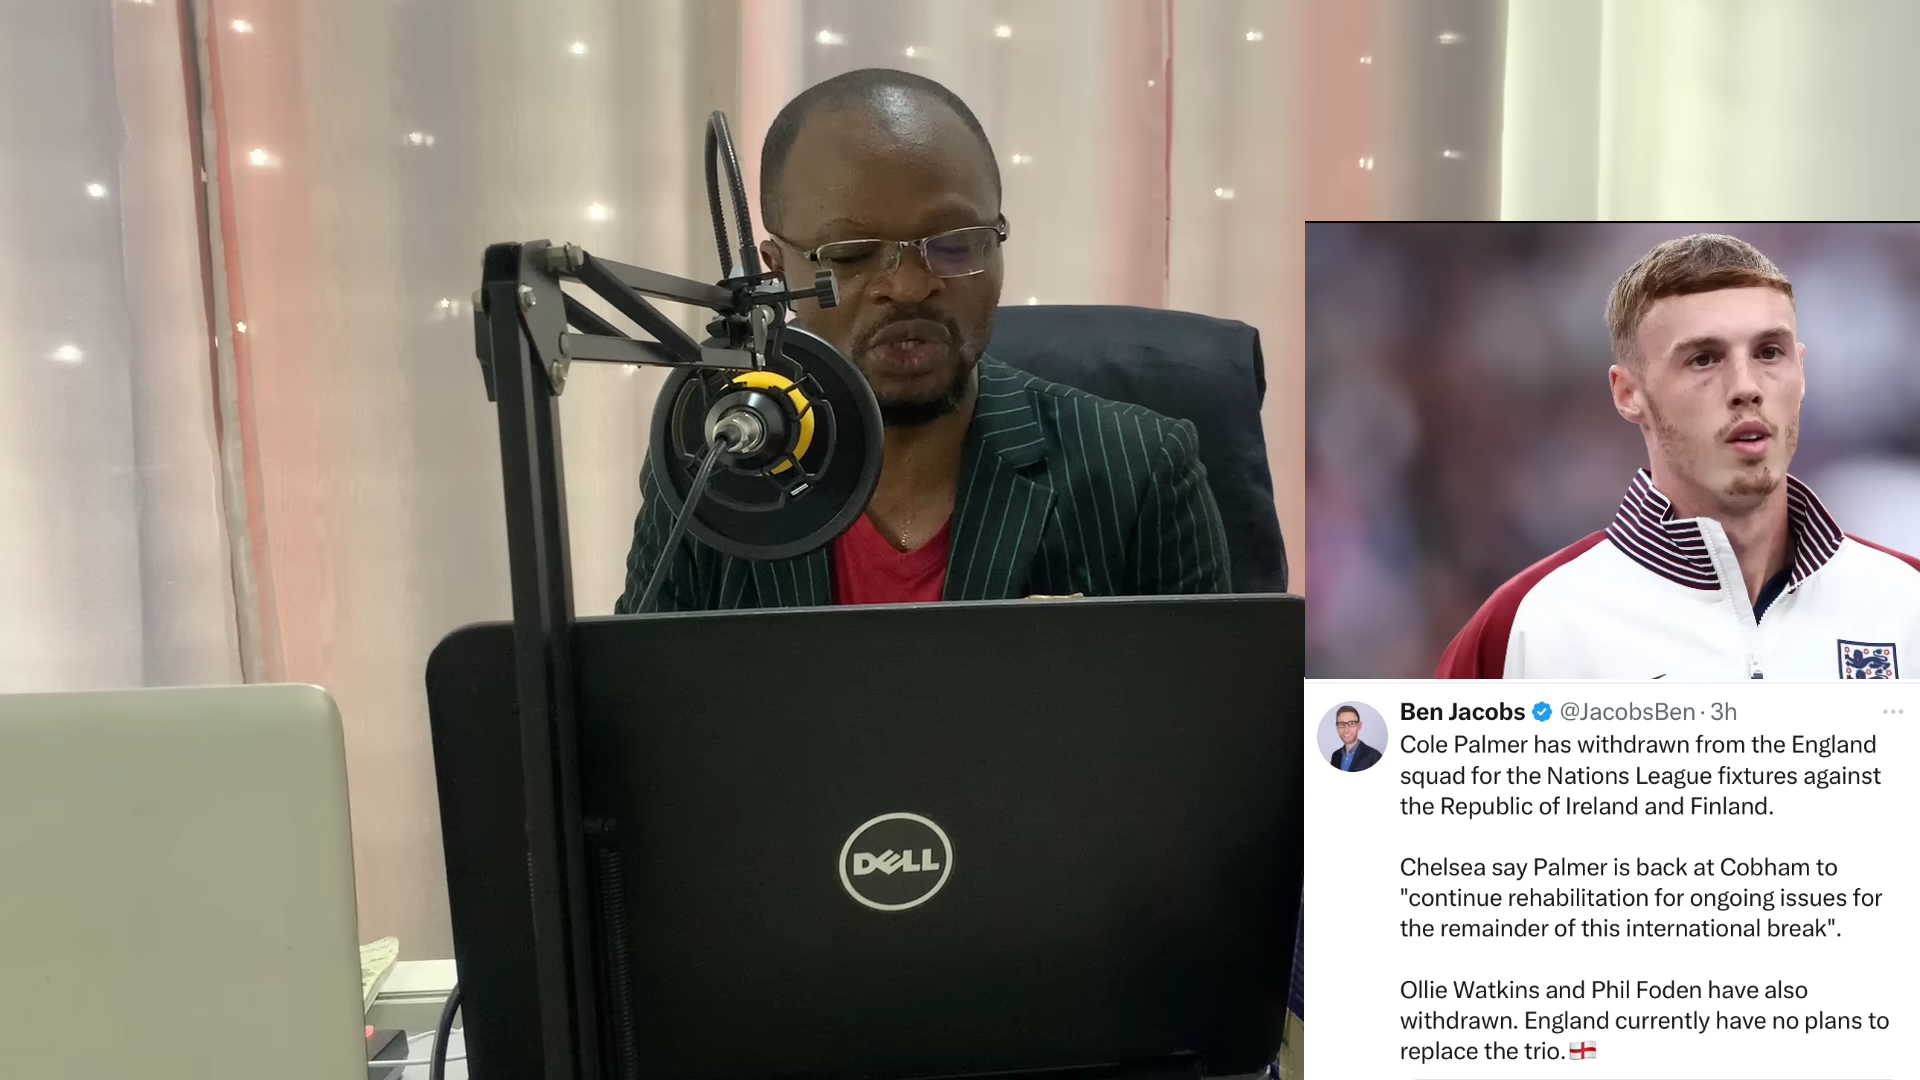 DELL
Ben Jacobs @JacobsBen · 3h
Cole Palmer has withdrawn from the England
squad for the Nations League fixtures against
the Republic of Ireland and Finland.
Chelsea say Palmer is back at Cobham to
"continue rehabilitation for ongoing issues for
the remainder of this international break".
Ollie Watkins and Phil Foden have also
withdrawn. England currently have no plans to
replace the trio.🏴󠁧󠁢󠁥󠁮󠁧󠁿